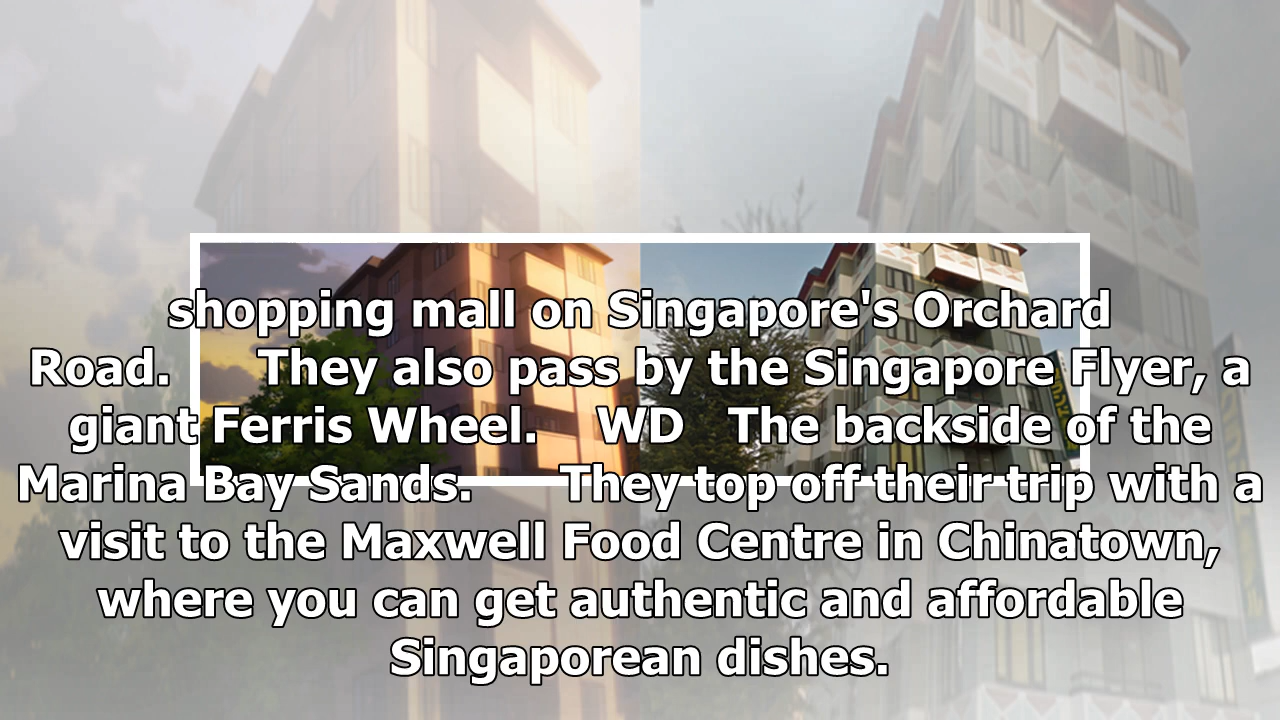 shopping mall on Singapore's Orchard
Road. They also pass by the Singapore Flyer, a
giant Ferris Wheel. WD The backside of the
Marina Bay Sands. They top off their trip with a
visit to the Maxwell Food Centre in Chinatown,
where you can get authentic and affordable
Singaporean dishes.